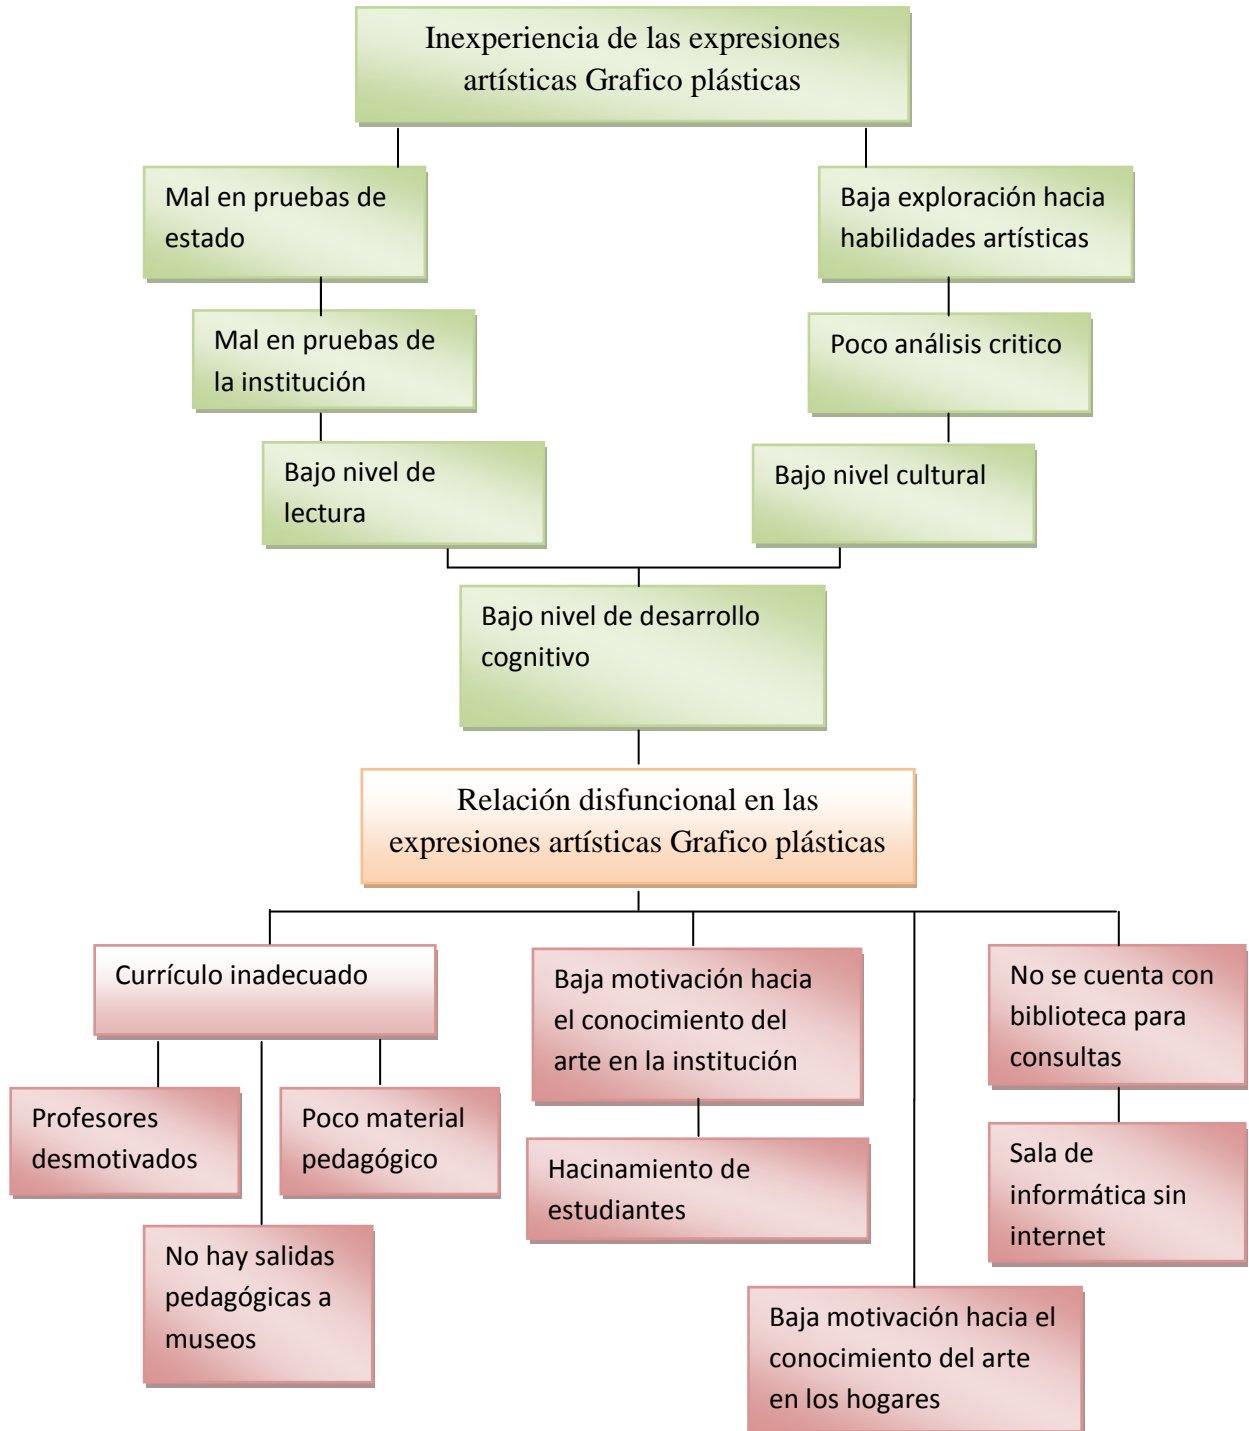 Inexperiencia de las expresiones
artísticas Grafico plásticas
Mal en pruebas de
estado
Baja exploración hacia
habilidades artísticas
Mal en pruebas de
la institución
Poco análisis critico
Bajo nivel de
lectura
Bajo nivel cultural
Bajo nivel de desarrollo
cognitivo
Relación disfuncional en las
expresiones artísticas Grafico plásticas
Currículo inadecuado
Baja motivación hacia
el conocimiento del
arte en la institución
No se cuenta con
biblioteca para
consultas
Profesores
desmotivados
Poco material
pedagógico
Hacinamiento de
estudiantes
Sala de
informática sin
internet
No hay salidas
pedagógicas a
museos
Baja motivación hacia el
conocimiento del arte
en los hogares